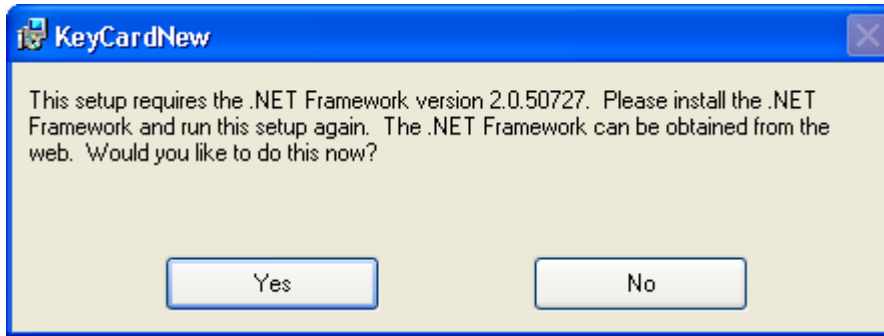 KeyCardNew
This setup requires the .NET Framework version 2.0.50727.  Please install the .NET
Framework and run this setup again.  The .NET Framework can be obtained from the
web.  Would you like to do this now?
Yes
No